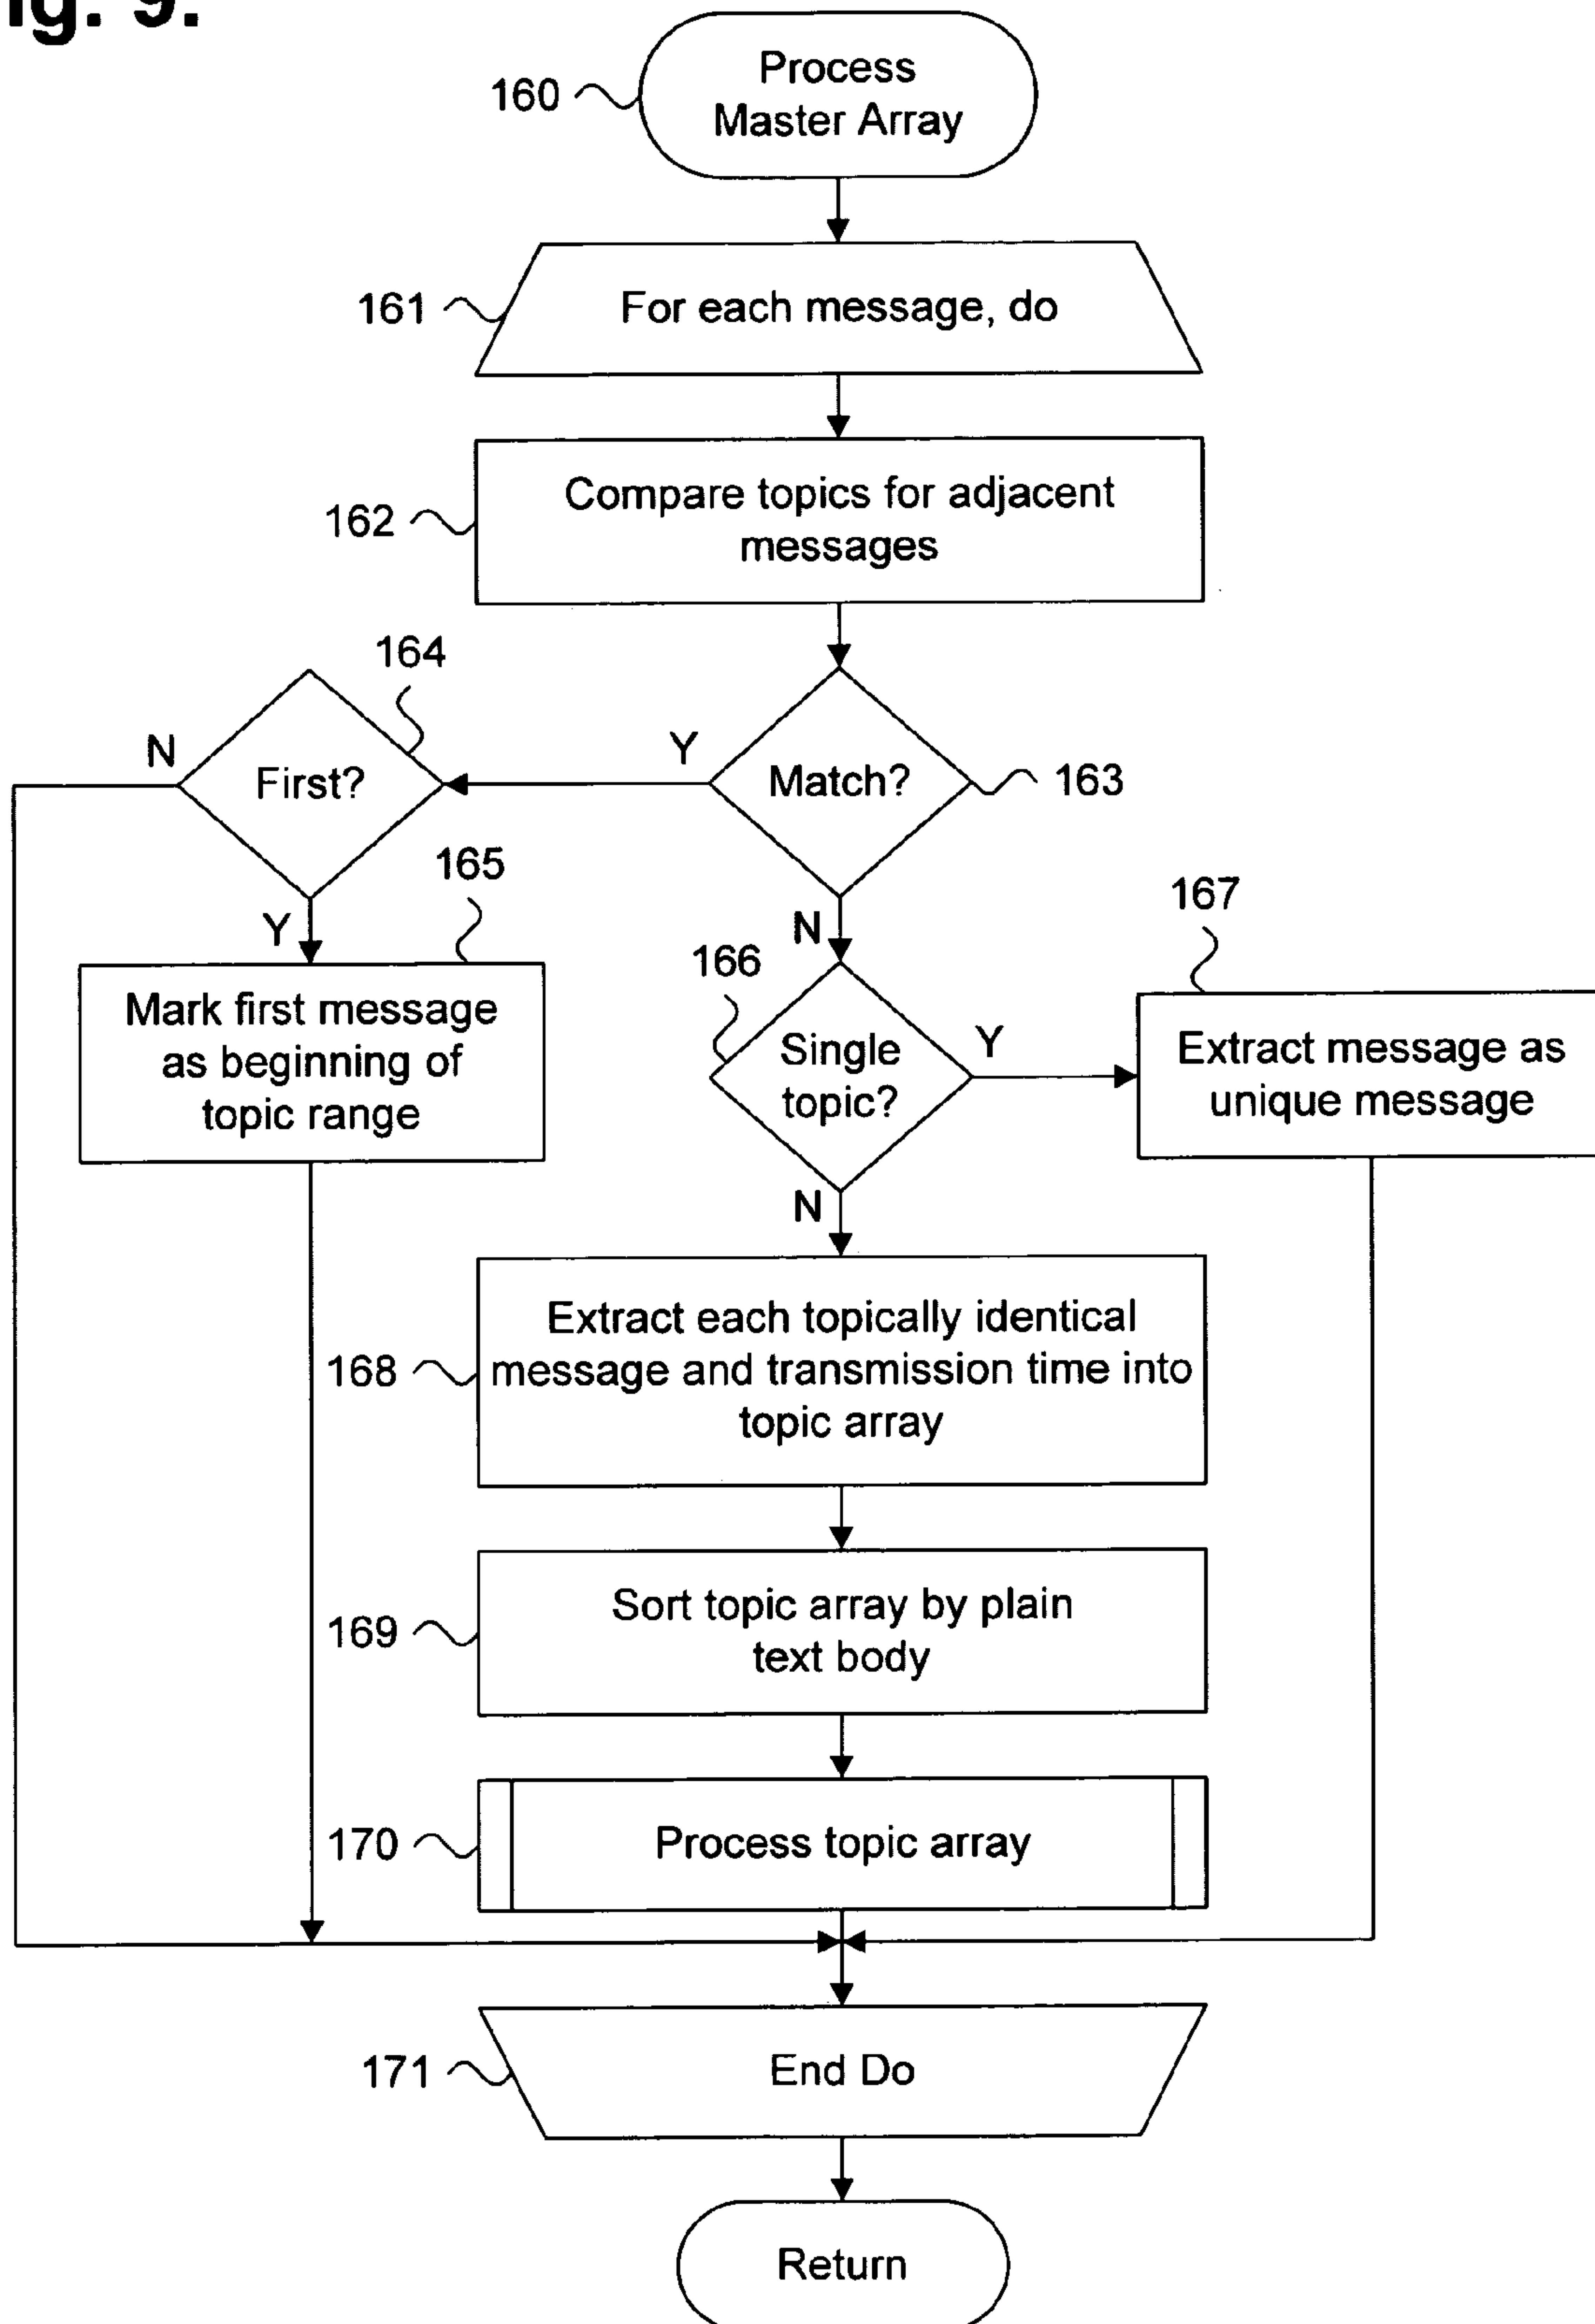 ig. 9.
Process
160
Master Array
161
For each message, do
Compare topics for adjacent
162
messages
164
N
Y
First?
Match?
163
165
167
Y
N
166
Mark first message
as beginning of
topic range
Single
topic?
Y
Extract message as
unique message
N
Extract each topically identical
168
message and transmission time into
topic array
Sort topic array by plain
169
text body
170
Process topic array
171
End Do
Return